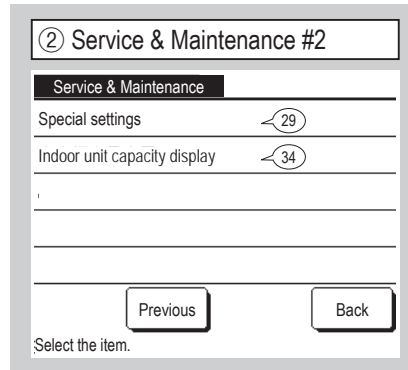 ② Service & Maintenance #2
Service & Maintenance
Special settings 29
Indoor unit capacity display 34
Previous Back
Select the item.